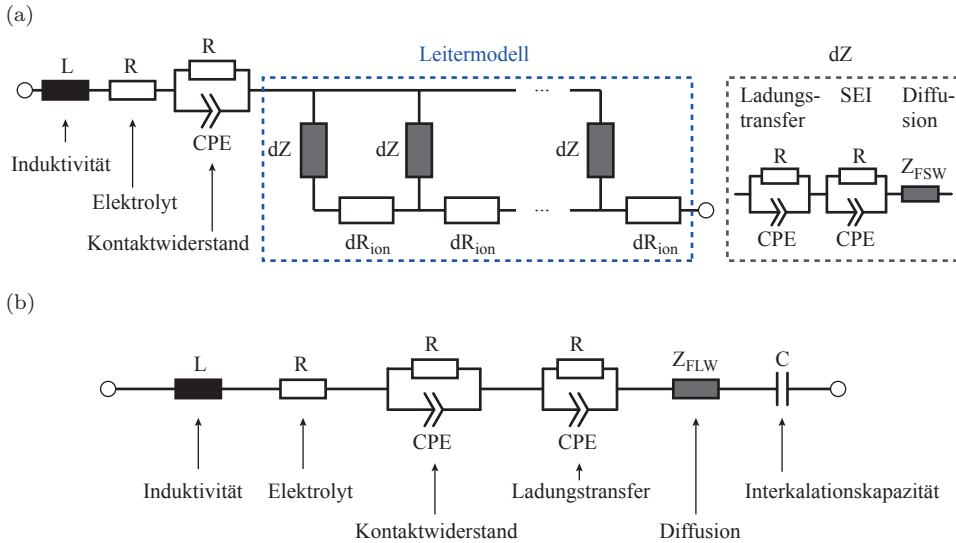 (a)
L
R
R
CPE
Induktivität
Elektrolyt
Kontaktwiderstand
Leitermodell
...
dZ
dZ
dZ
...
dR_ion
dR_ion
dR_ion
dZ
Ladungs-
transfer
SEI
Diffu-
sion
R
R
Z_FSW
CPE
CPE
(b)
L
R
R
R
Z_FLW
C
CPE
CPE
Induktivität
Elektrolyt
Kontaktwiderstand
Ladungstransfer
Diffusion
Interkalationskapazität